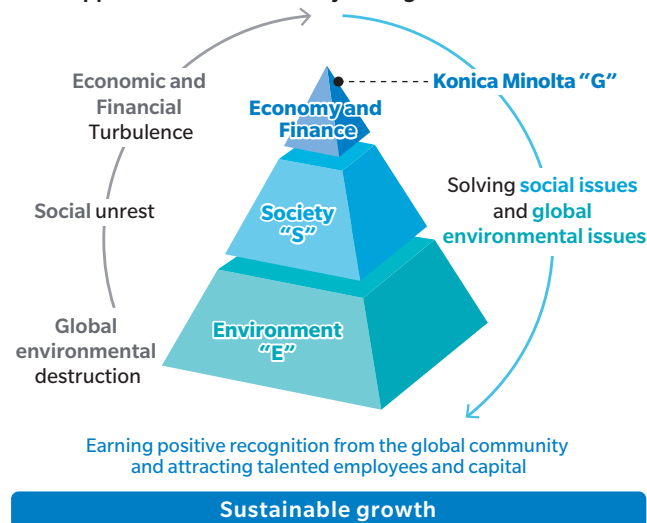 Economic and
Financial
Turbulence
Konica Minolta “G”
Economy and
Finance
Solving social issues
and global
environmental issues
Social unrest
Society
“S”
Global
environmental
destruction
Environment
“E”
Earning positive recognition from the global community
and attracting talented employees and capital
Sustainable growth